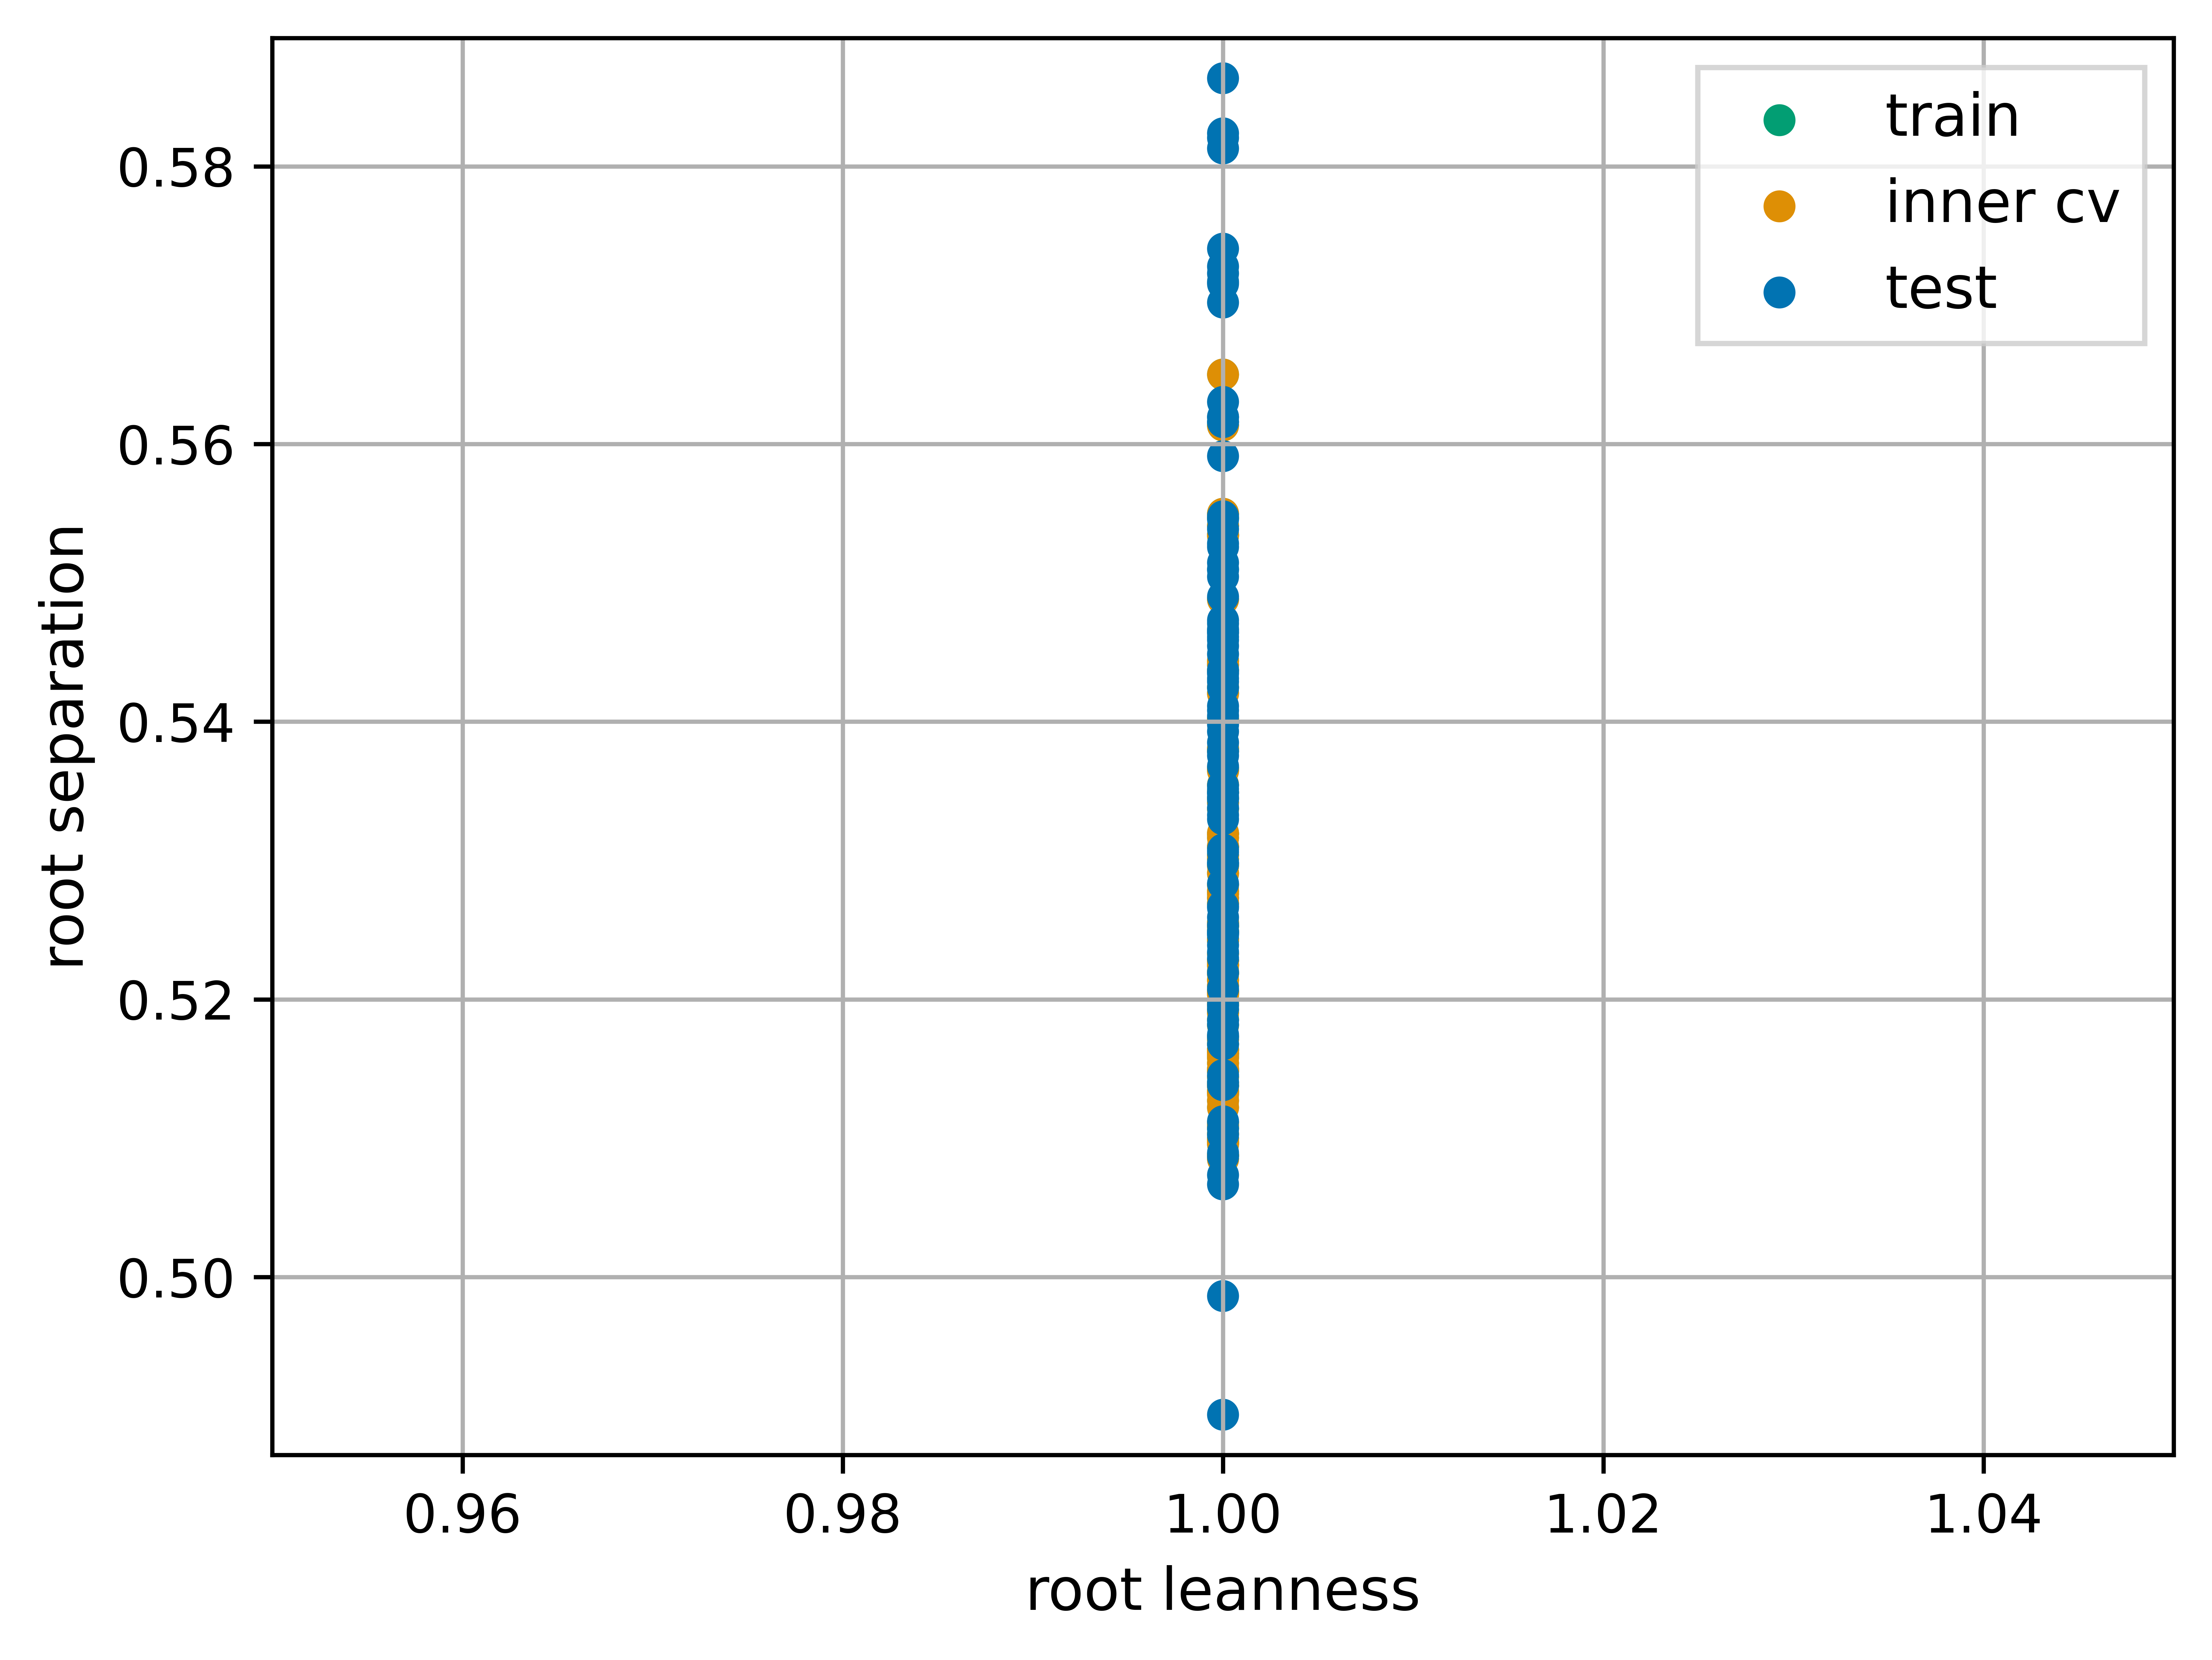 train
inner cv
test
0.58
0.56
0.54
0.52
0.50
root separation
0.96 0.98 1.00 1.02 1.04
root leanness